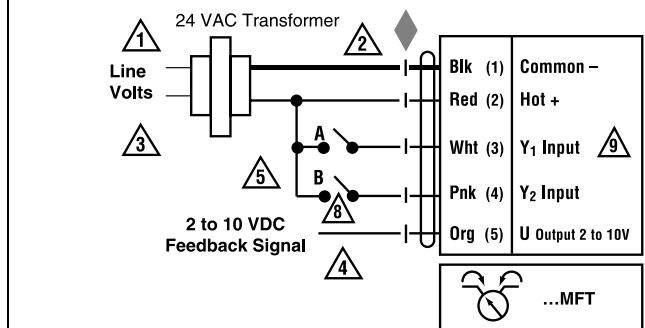 24 VAC Transformer
1
2
Line
Volts
3
Blk (1) Common –
Red (2) Hot +
A
Wht (3) Y₁ Input
9
5
B
Pnk (4) Y₂ Input
8
2 to 10 VDC
Feedback Signal
Org (5) U Output 2 to 10V
4
...MFT